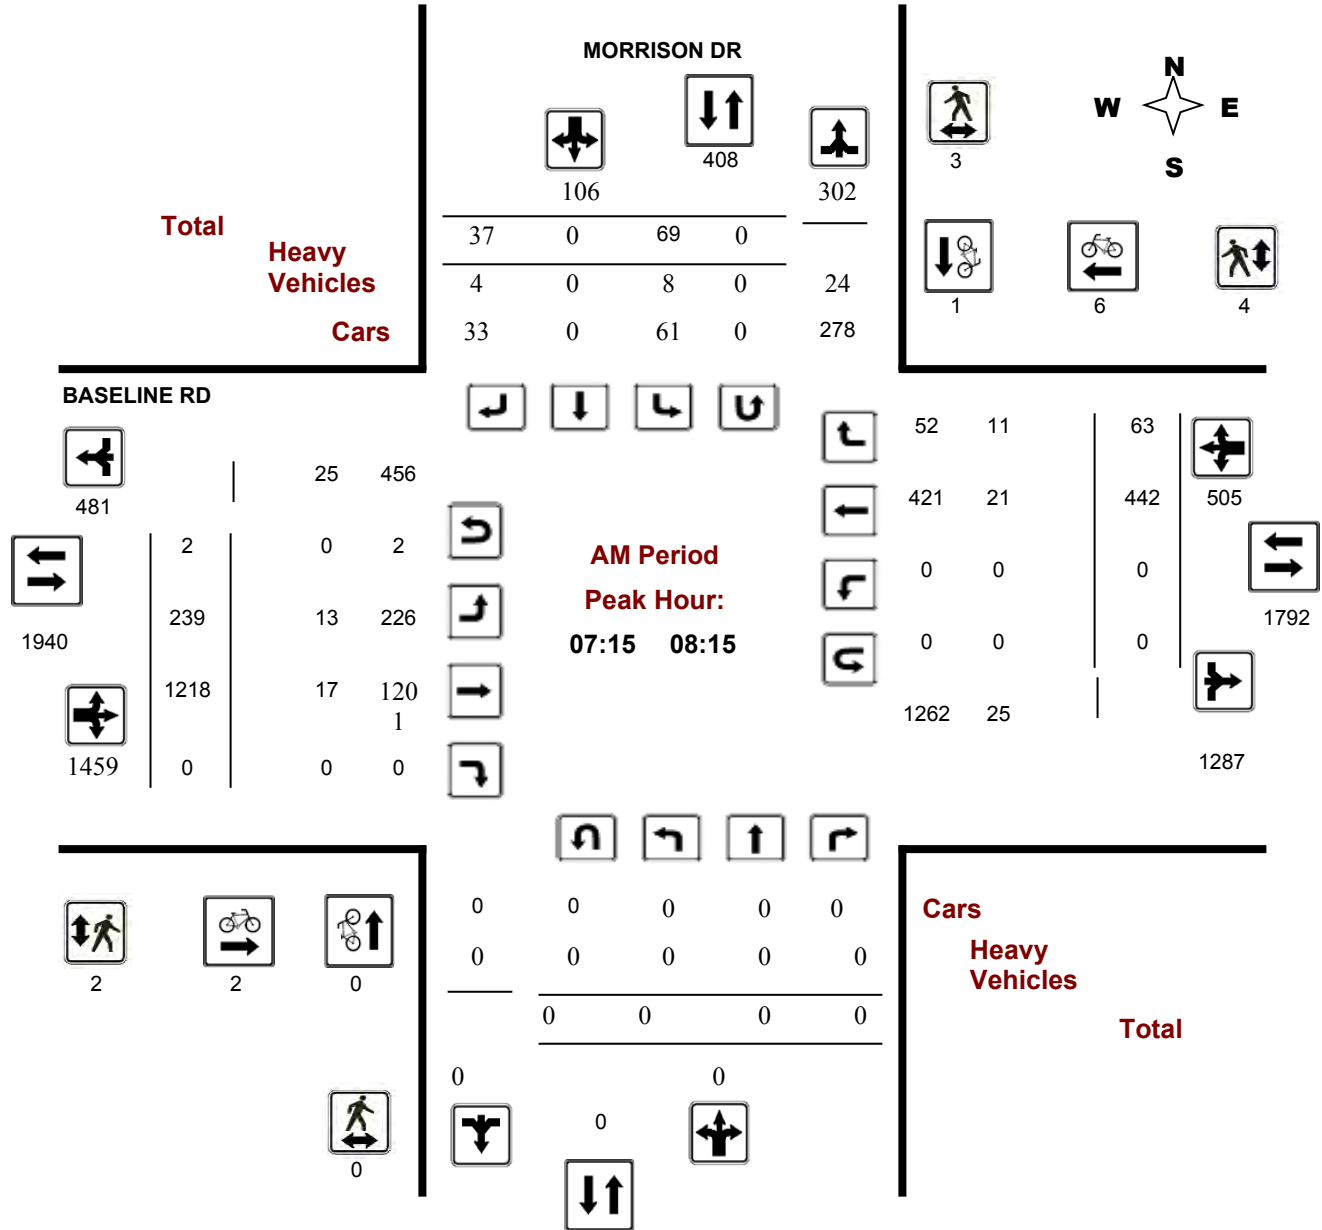 MORRISON DR
N
W E
S
408
3
106
302
Total
37 0 69 0
Heavy
Vehicles
4 0 8 0 24
1 6 4
Cars
33 0 61 0 278
BASELINE RD
52 11 63
25 456
481
421 21 442 505
2 0 2
AM Period
0 0 0
Peak Hour:
239 13 226
1792
1940
07:15 08:15
0 0 0
1218 17 120
1
1262 25
1459 0 0 0
1287
0 0 0 0 0
Cars
0 0 0 0 0
Heavy
Vehicles
2 2 0
0 0 0 0
Total
0 0
0
0